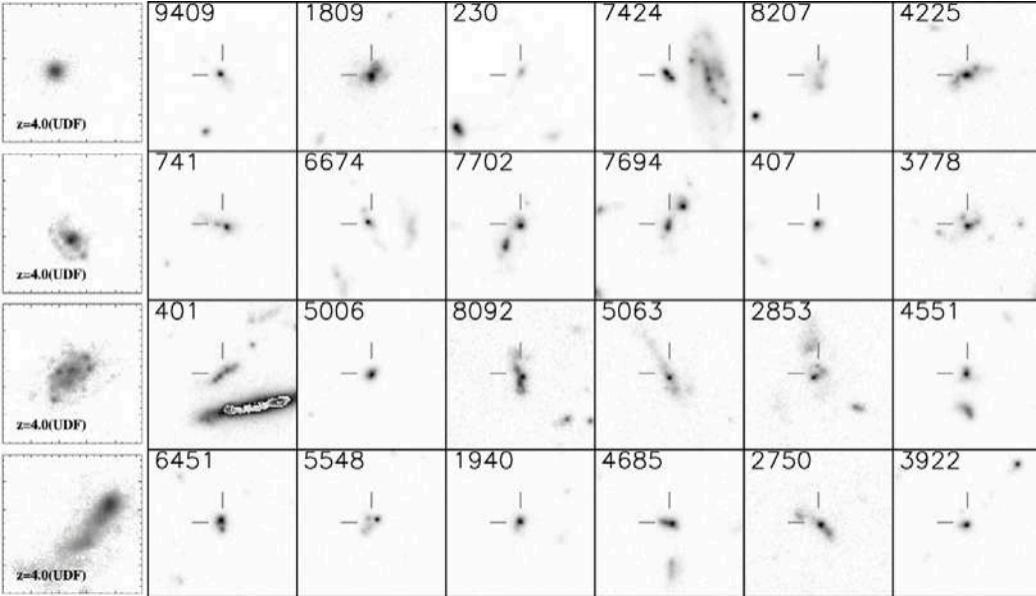 9409 1809 230 7424 8207 4225
z=4.0(UDF)
741 6674 7702 7694 407 3778
z=4.0(UDF)
401 5006 8092 5063 2853 4551
z=4.0(UDF)
6451 5548 1940 4685 2750 3922
z=4.0(UDF)